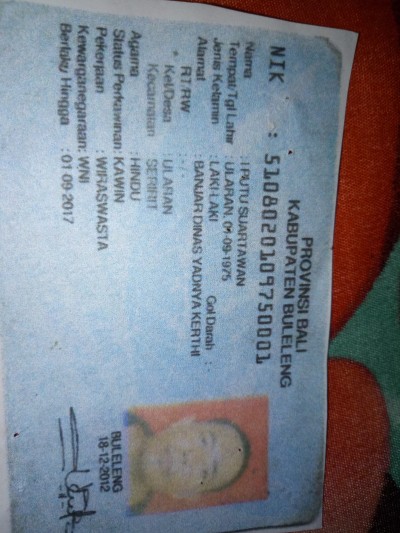 PROVINSI BALI
KABUPATEN BULELENG
NIK : 5108020109750001
Nama : I PUTU SUARTAWAN
Tempat/Tgl Lahir : ULARAN, 01-09-1975
Jenis Kelamin : LAKI-LAKI Gol Darah :
Alamat : BANJAR DINAS YADNYA KERTHI
RT/RW : - / -
Kel/Desa : ULARAN
Kecamatan : SERIRIT
Agama : HINDU
Status Perkawinan : KAWIN
Pekerjaan : WIRASWASTA
Kewarganegaraan: WNI
Berlaku Hingga : 01-09-2017
BULELENG
18-12-2012